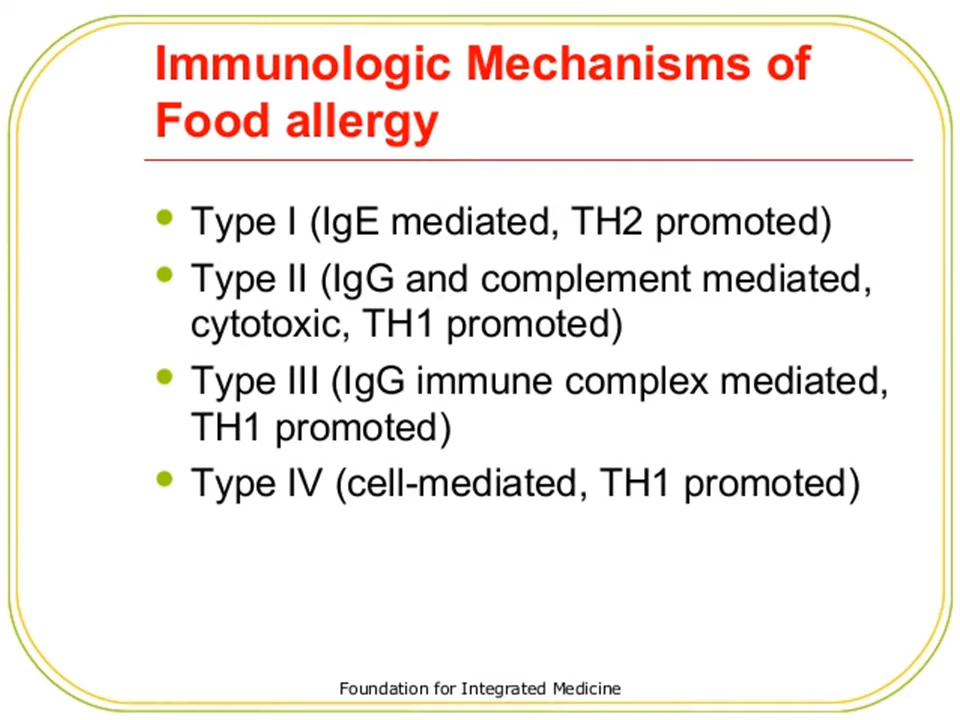 Immunologic Mechanisms of
Food allergy
Type I (IgE mediated, TH2 promoted)
Type II (IgG and complement mediated,
cytotoxic, TH1 promoted)
Type III (IgG immune complex mediated,
TH1 promoted)
Type IV (cell-mediated, TH1 promoted)
Foundation for Integrated Medicine